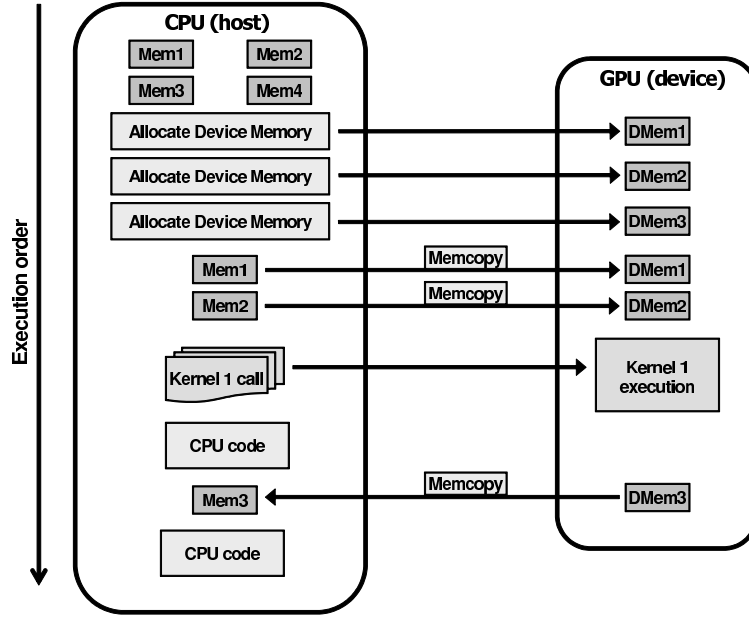 CPU (host)
Mem1
Mem2
Mem3
Mem4
GPU (device)
Allocate Device Memory
DMem1
Allocate Device Memory
DMem2
Allocate Device Memory
DMem3
Execution order
Mem1
Memcopy
DMem1
Mem2
Memcopy
DMem2
Kernel 1 call
Kernel 1
execution
CPU code
Mem3
Memcopy
DMem3
CPU code